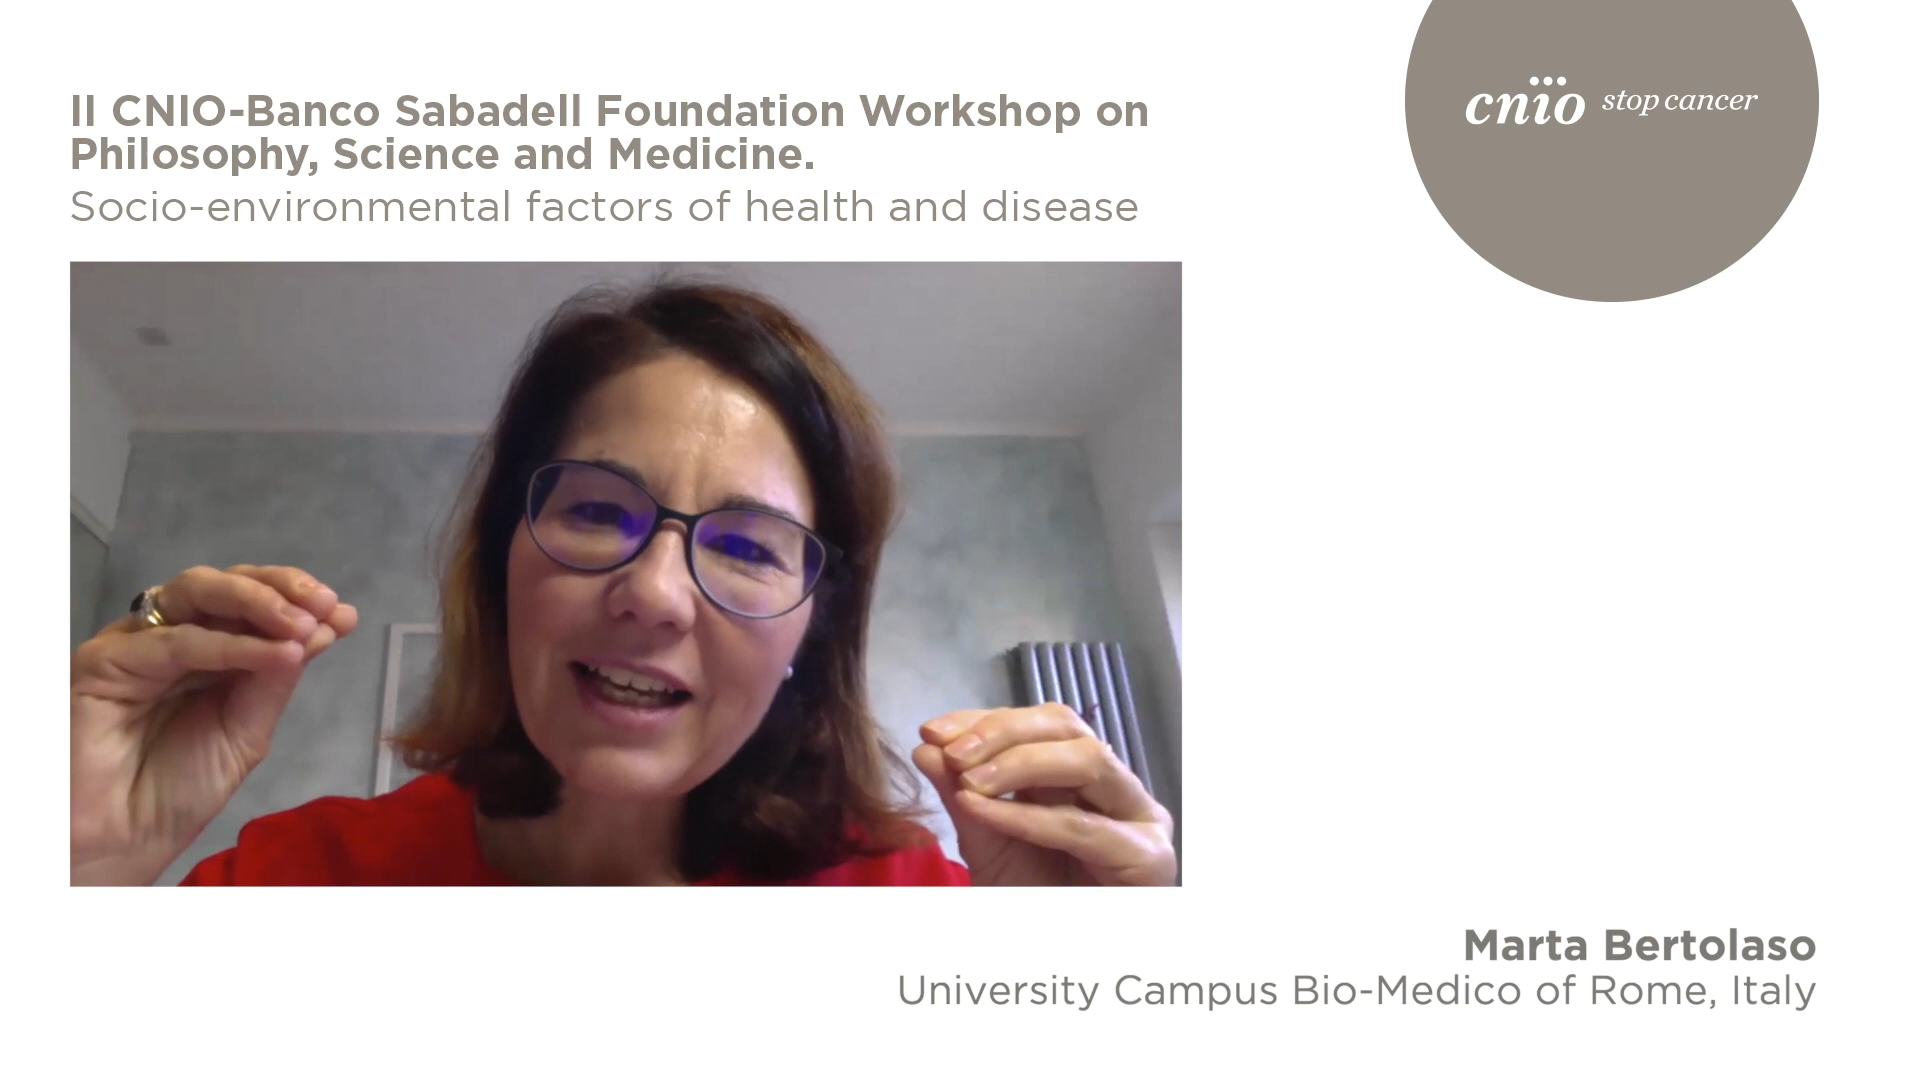 II CNIO-Banco Sabadell Foundation Workshop on
Philosophy, Science and Medicine.
Socio-environmental factors of health and disease
cnio stop cancer
Marta Bertolaso
University Campus Bio-Medico of Rome, Italy